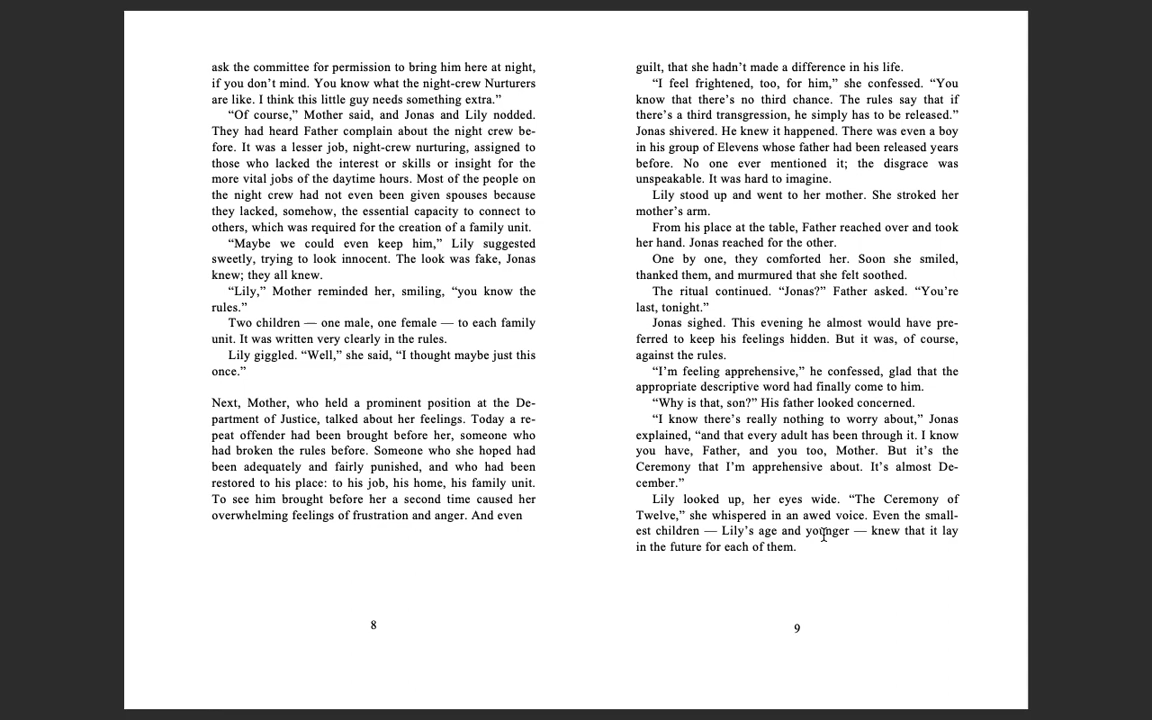 ask the committee for permission to bring him here at night,
if you don’t mind. You know what the night-crew Nurturers
are like. I think this little guy needs something extra.”
“Of course,” Mother said, and Jonas and Lily nodded.
They had heard Father complain about the night crew be-
fore. It was a lesser job, night-crew nurturing, assigned to
those who lacked the interest or skills or insight for the
more vital jobs of the daytime hours. Most of the people on
the night crew had not even been given spouses because
they lacked, somehow, the essential capacity to connect to
others, which was required for the creation of a family unit.
“Maybe we could even keep him,” Lily suggested
sweetly, trying to look innocent. The look was fake, Jonas
knew; they all knew.
“Lily,” Mother reminded her, smiling, “you know the
rules.”
Two children — one male, one female — to each family
unit. It was written very clearly in the rules.
Lily giggled. “Well,” she said, “I thought maybe just this
once.”
Next, Mother, who held a prominent position at the De-
partment of Justice, talked about her feelings. Today a re-
peat offender had been brought before her, someone who
had broken the rules before. Someone who she hoped had
been adequately and fairly punished, and who had been
restored to his place: to his job, his home, his family unit.
To see him brought before her a second time caused her
overwhelming feelings of frustration and anger. And even
8
guilt, that she hadn’t made a difference in his life.
“I feel frightened, too, for him,” she confessed. “You
know that there’s no third chance. The rules say that if
there’s a third transgression, he simply has to be released.”
Jonas shivered. He knew it happened. There was even a boy
in his group of Elevens whose father had been released years
before. No one ever mentioned it; the disgrace was
unspeakable. It was hard to imagine.
Lily stood up and went to her mother. She stroked her
mother’s arm.
From his place at the table, Father reached over and took
her hand. Jonas reached for the other.
One by one, they comforted her. Soon she smiled,
thanked them, and murmured that she felt soothed.
The ritual continued. “Jonas?” Father asked. “You’re
last, tonight.”
Jonas sighed. This evening he almost would have pre-
ferred to keep his feelings hidden. But it was, of course,
against the rules.
“I’m feeling apprehensive,” he confessed, glad that the
appropriate descriptive word had finally come to him.
“Why is that, son?” His father looked concerned.
“I know there’s really nothing to worry about,” Jonas
explained, “and that every adult has been through it. I know
you have, Father, and you too, Mother. But it’s the
Ceremony that I’m apprehensive about. It’s almost De-
cember.”
Lily looked up, her eyes wide. “The Ceremony of
Twelve,” she whispered in an awed voice. Even the small-
est children — Lily’s age and younger — knew that it lay
in the future for each of them.
9